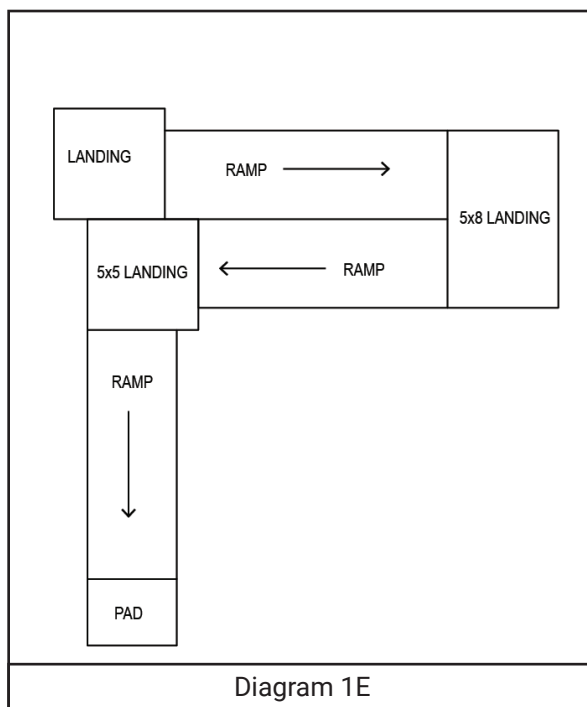 LANDING
RAMP
5x8 LANDING
5x5 LANDING
RAMP
RAMP
PAD
Diagram 1E